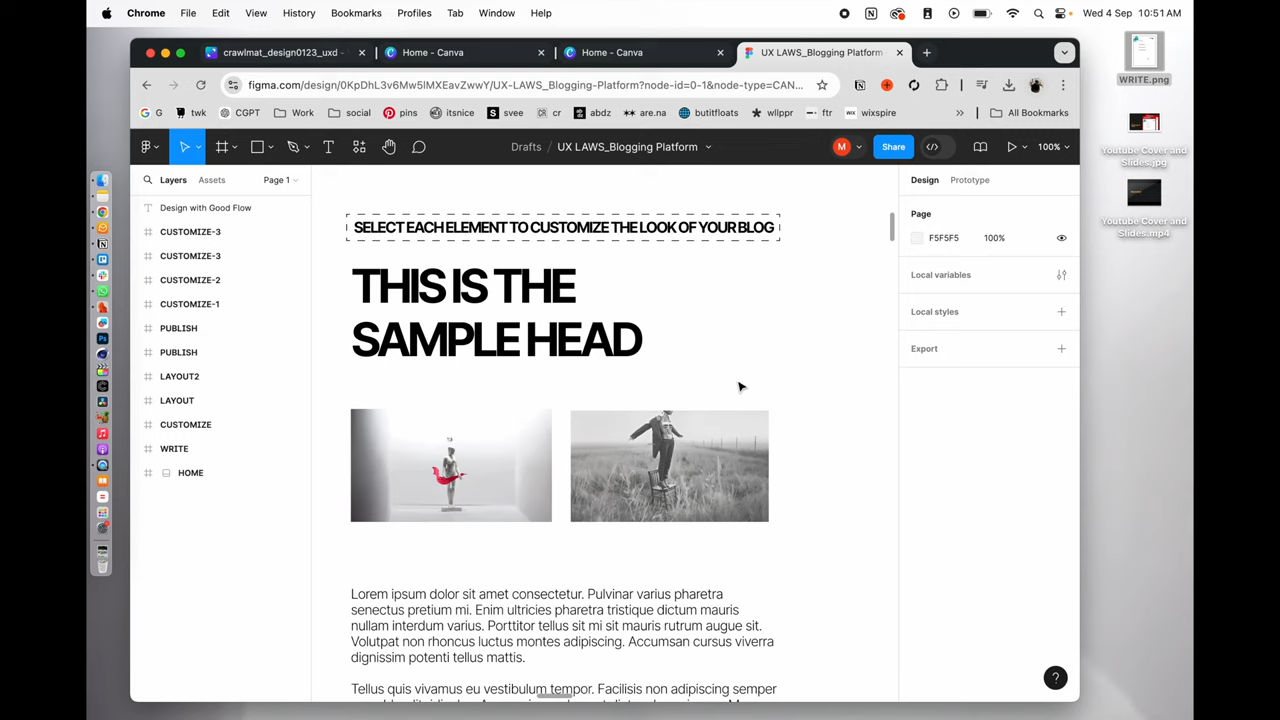 Chrome File Edit View History Bookmarks Profiles Tab Window Help Wed 4 Sep 10:51 AM
crawlmat_design0123_uxd - Home - Canva Home - Canva UX LAWS_Blogging Platform
figma.com/design/0KpDhL3v6Mw5IMXEavZzwY/UX-LAWS_Blogging-Platform?node-id=0-1&node-type=CAN...
G twk CGPT Work social pins itsnice svee cr abdz are.na butitfloats wllppr ftr wixspire » All Bookmarks
Drafts / UX LAWS_Blogging Platform M Share 100%
Layers Assets Page 1
Design with Good Flow
CUSTOMIZE-3
CUSTOMIZE-3
CUSTOMIZE-2
CUSTOMIZE-1
PUBLISH
PUBLISH
LAYOUT2
LAYOUT
CUSTOMIZE
WRITE
HOME
SELECT EACH ELEMENT TO CUSTOMIZE THE LOOK OF YOUR BLOG
THIS IS THE
SAMPLE HEAD
Lorem ipsum dolor sit amet consectetur. Pulvinar varius pharetra
senectus pretium mi. Enim ultricies pharetra tristique dictum mauris
nullam interdum varius. Porttitor tellus sit mi sit mauris rutrum augue sit.
Volutpat non rhoncus luctus montes adipiscing. Accumsan cursus viverra
dignissim potenti tellus mattis.
Tellus quis vivamus eu vestibulum tempor. Facilisis non adipiscing semper
Design Prototype
Page
F5F5F5 100%
Local variables
Local styles
Export
?
WRITE.png
Youtube Cover and
Slides.jpg
Youtube Cover and
Slides.mp4